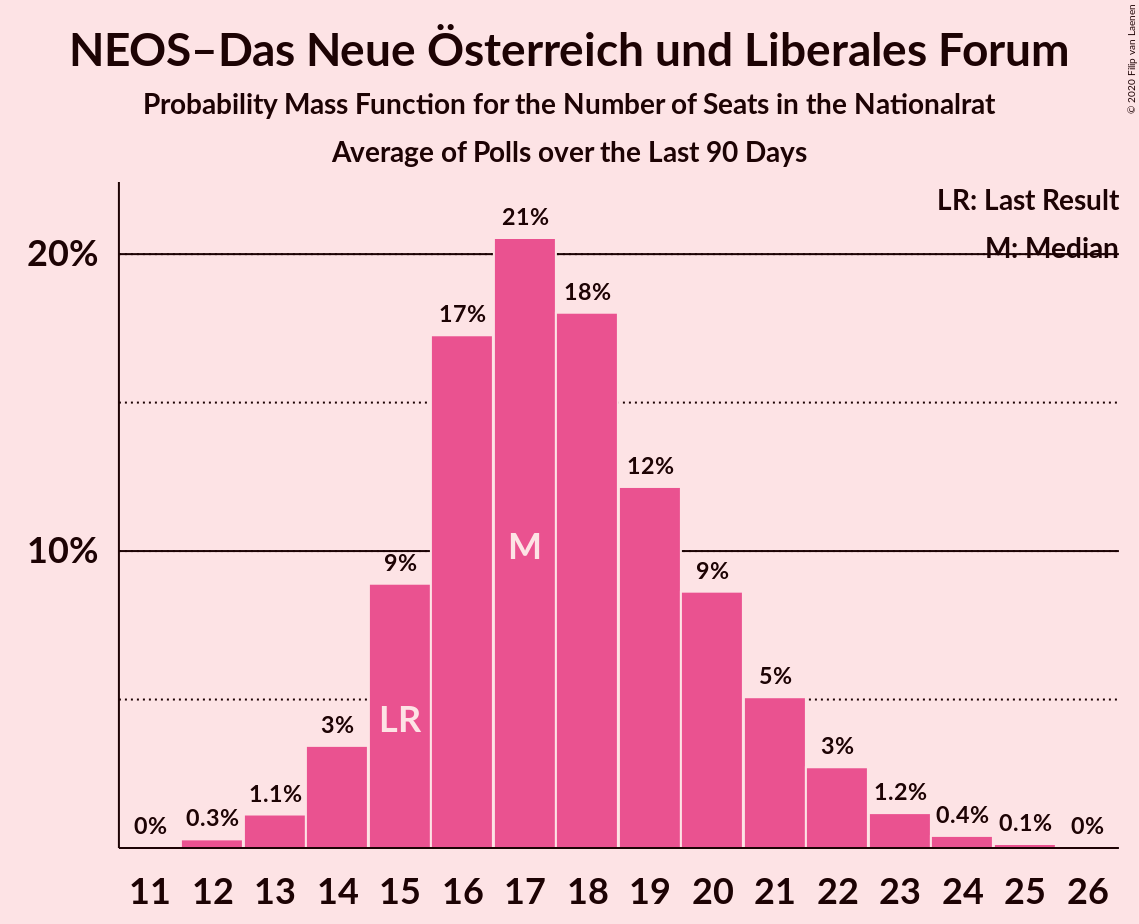 NEOS–Das Neue Österreich und Liberales Forum
Probability Mass Function for the Number of Seats in the Nationalrat
Average of Polls over the Last 90 Days
© 2020 Filip van Laenen
LR: Last Result
M: Median
20%
10%
0%
0.3%
1.1%
3%
9%
17%
21%
18%
12%
9%
5%
3%
1.2%
0.4%
0.1%
0%
LR
M
11 12 13 14 15 16 17 18 19 20 21 22 23 24 25 26